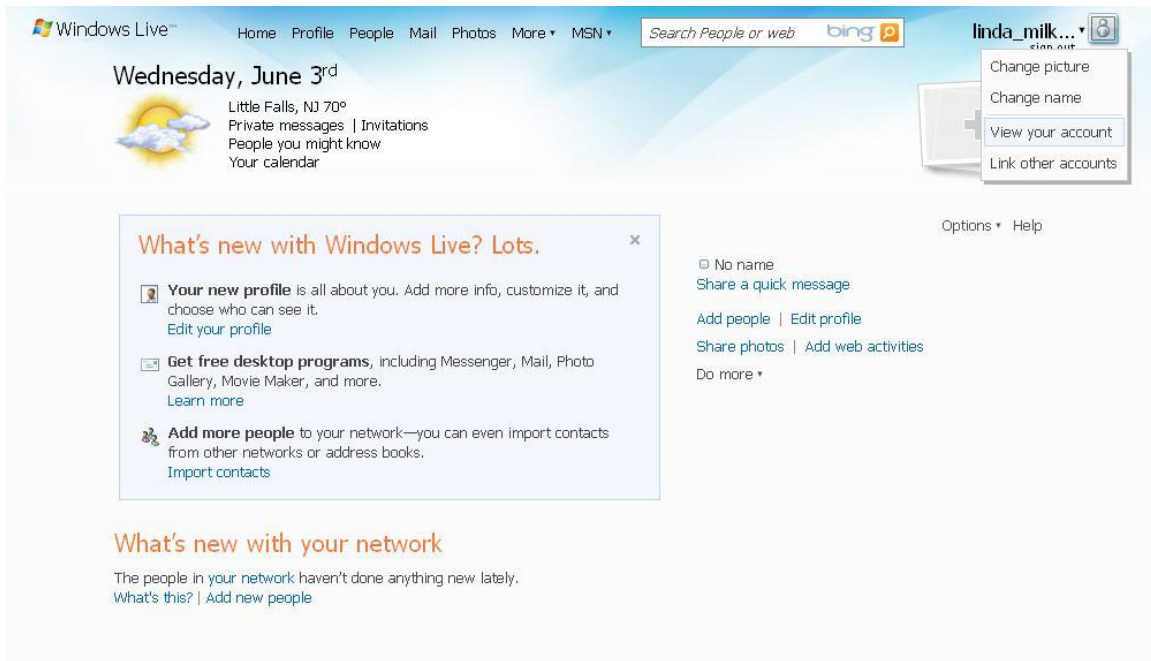 Windows Live™
Home Profile People Mail Photos More MSN
Search People or web bing
linda_milk...
sign out
Change picture
Change name
View your account
Link other accounts
Wednesday, June 3rd
Little Falls, NJ 70º
Private messages | Invitations
People you might know
Your calendar
Options Help
What's new with Windows Live? Lots.
Your new profile is all about you. Add more info, customize it, and
choose who can see it.
Edit your profile
Get free desktop programs, including Messenger, Mail, Photo
Gallery, Movie Maker, and more.
Learn more
Add more people to your network—you can even import contacts
from other networks or address books.
Import contacts
No name
Share a quick message
Add people | Edit profile
Share photos | Add web activities
Do more
What's new with your network
The people in your network haven't done anything new lately.
What's this? | Add new people